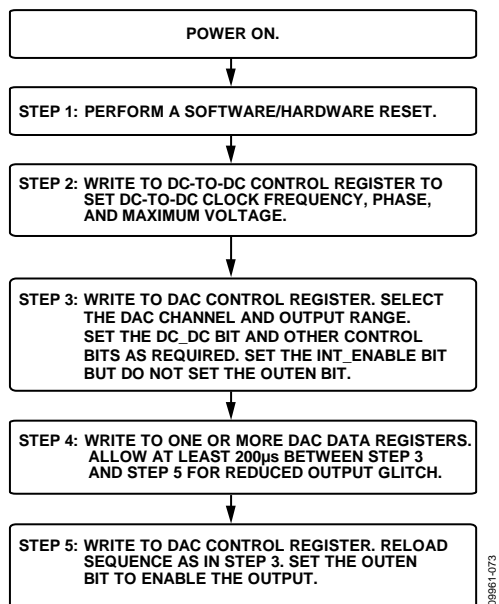 POWER ON.
STEP 1: PERFORM A SOFTWARE/HARDWARE RESET.
STEP 2: WRITE TO DC-TO-DC CONTROL REGISTER TO
SET DC-TO-DC CLOCK FREQUENCY, PHASE,
AND MAXIMUM VOLTAGE.
STEP 3: WRITE TO DAC CONTROL REGISTER. SELECT
THE DAC CHANNEL AND OUTPUT RANGE.
SET THE DC_DC BIT AND OTHER CONTROL
BITS AS REQUIRED. SET THE INT_ENABLE BIT
BUT DO NOT SET THE OUTEN BIT.
STEP 4: WRITE TO ONE OR MORE DAC DATA REGISTERS.
ALLOW AT LEAST 200µs BETWEEN STEP 3
AND STEP 5 FOR REDUCED OUTPUT GLITCH.
STEP 5: WRITE TO DAC CONTROL REGISTER. RELOAD
SEQUENCE AS IN STEP 3. SET THE OUTEN
BIT TO ENABLE THE OUTPUT.
09961-073